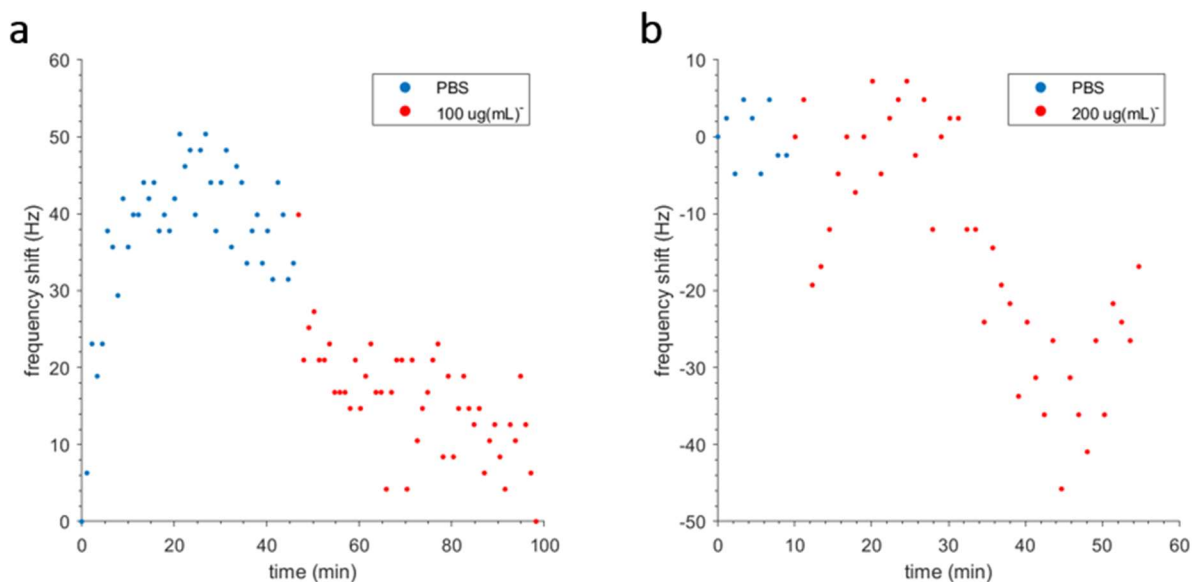 a
60
50
40
30
20
10
0
frequency shift (Hz)
PBS
100 ug(mL)⁻
0 20 40 60 80 100
time (min)
b
10
0
-10
-20
-30
-40
-50
frequency shift (Hz)
PBS
200 ug(mL)⁻
0 10 20 30 40 50 60
time (min)